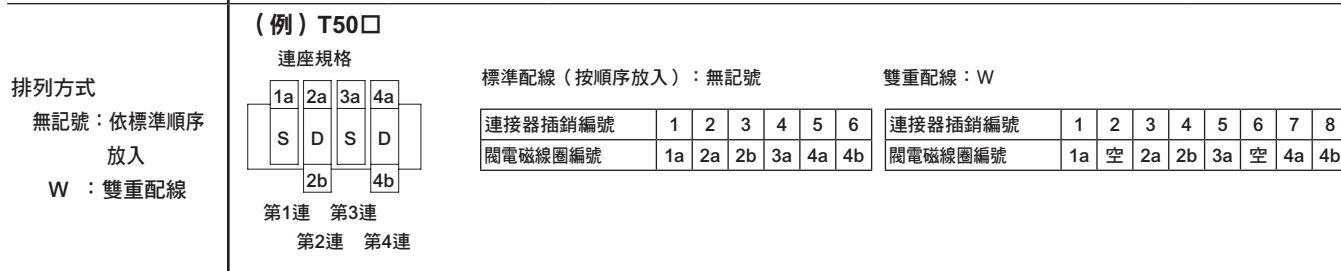 排列方式
無記號：依標準順序
放入
W ：雙重配線
（例）T50□
連座規格
1a 2a 3a 4a
S D S D
2b 4b
第1連 第3連
第2連 第4連
標準配線（按順序放入）：無記號
連接器插銷編號 1 2 3 4 5 6
閥電磁線圈編號 1a 2a 2b 3a 4a 4b
雙重配線：W
連接器插銷編號 1 2 3 4 5 6 7 8
閥電磁線圈編號 1a 空 2a 2b 3a 空 4a 4b